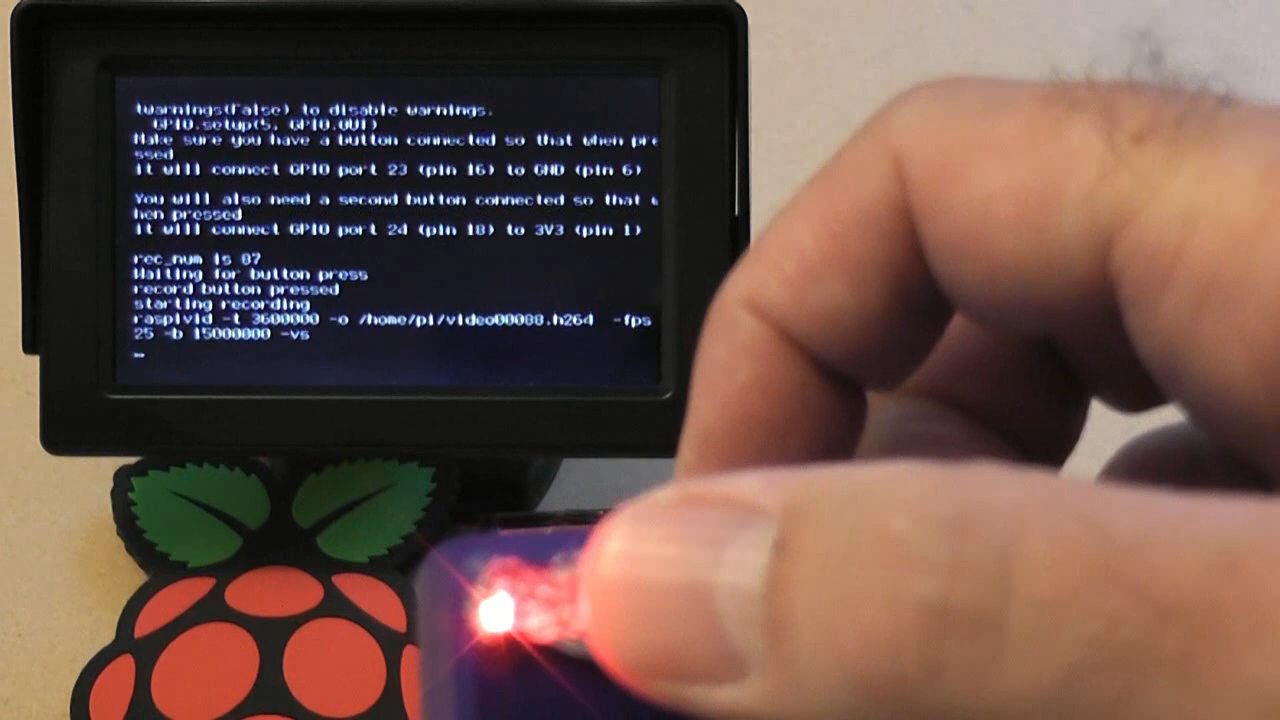 twarnings(False) to disable warnings.
GPIO.setup(5, GPIO.OUT)
Make sure you have a button connected so that when pre
ssed
it will connect GPIO port 23 (pin 16) to GND (pin 6)
You will also need a second button connected so that w
hen pressed
it will connect GPIO port 24 (pin 18) to 3V3 (pin 1)
rec_num is 87
Waiting for button press
record button pressed
starting recording
raspivid -t 3600000 -o /home/pi/video00088.h264 -fps
25 -b 15000000 -vs